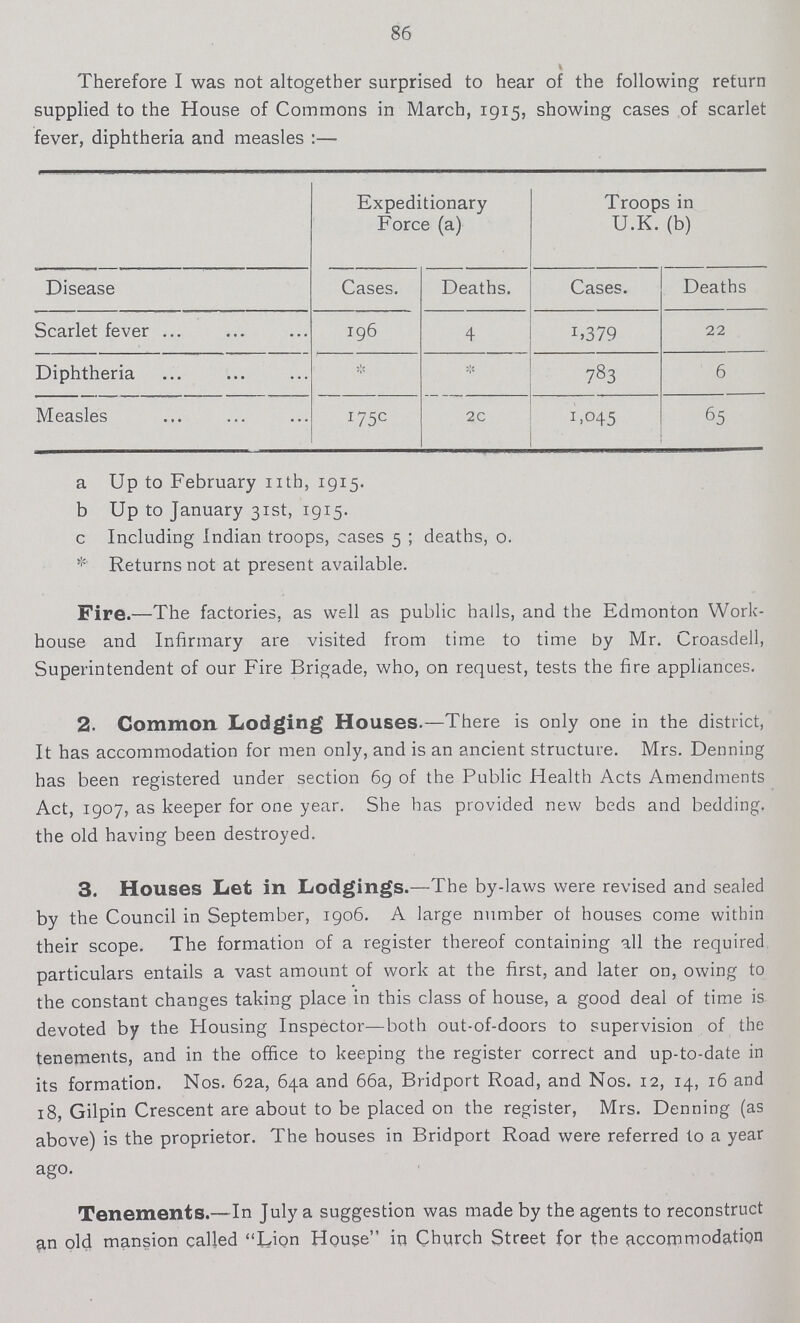 86
Therefore I was not altogether surprised to hear of the following return
supplied to the House of Commons in March, 1915, showing cases of scarlet
fever, diphtheria and measles :—
Expeditionary Force (a) Troops in U.K. (b)
Disease Cases. Deaths. Cases. Deaths
Scarlet fever ... ... ... 196 4 1,379 22
Diphtheria ... ... ... * * 783 6
Measles ... ... ... 175c 2c 1,045 65
a Up to February 11th, 1915.
b Up to January 31st, 1915.
c Including Indian troops, cases 5 ; deaths, 0.
* Returns not at present available.
Fire.—The factories, as well as public halls, and the Edmonton Work-
house and Infirmary are visited from time to time by Mr. Croasdell,
Superintendent of our Fire Brigade, who, on request, tests the fire appliances.
2. Common Lodging Houses.—There is only one in the district,
It has accommodation for men only, and is an ancient structure. Mrs. Denning
has been registered under section 69 of the Public Health Acts Amendments
Act, 1907, as keeper for one year. She has provided new beds and bedding.
the old having been destroyed.
3. Houses Let in Lodgings.—The by-laws were revised and sealed
by the Council in September, 1906. A large number of houses come within
their scope. The formation of a register thereof containing all the required
particulars entails a vast amount of work at the first, and later on, owing to
the constant changes taking place in this class of house, a good deal of time is
devoted by the Housing Inspector—both out-of-doors to supervision of the
tenements, and in the office to keeping the register correct and up-to-date in
its formation. Nos. 62a, 64a and 66a, Bridport Road, and Nos. 12, 14, 16 and
18, Gilpin Crescent are about to be placed on the register, Mrs. Denning (as
above) is the proprietor. The houses in Bridport Road were referred to a year
ago.
Tenements.—In July a suggestion was made by the agents to reconstruct
an old mansion called “Lion House” in Church Street for the accommodation